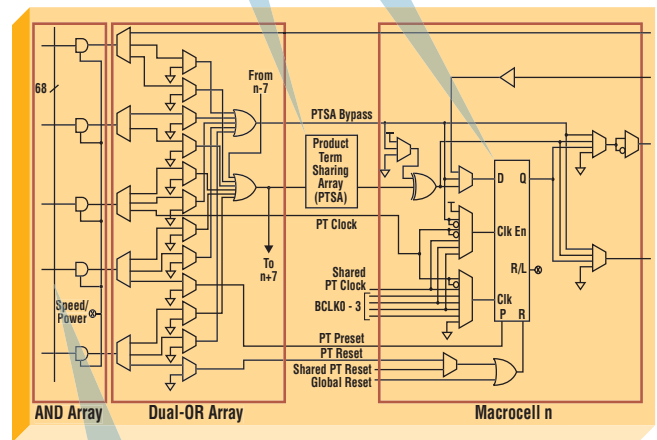 68
From
n-7
PTSA Bypass
Product
Term
Sharing
Array
(PTSA)
D Q
PT Clock
Clk En
To
n+7
Shared
PT Clock
R/L
BCLK0 - 3
Clk
Speed/
Power
P R
PT Preset
PT Reset
Shared PT Reset
Global Reset
AND Array
Dual-OR Array
Macrocell n